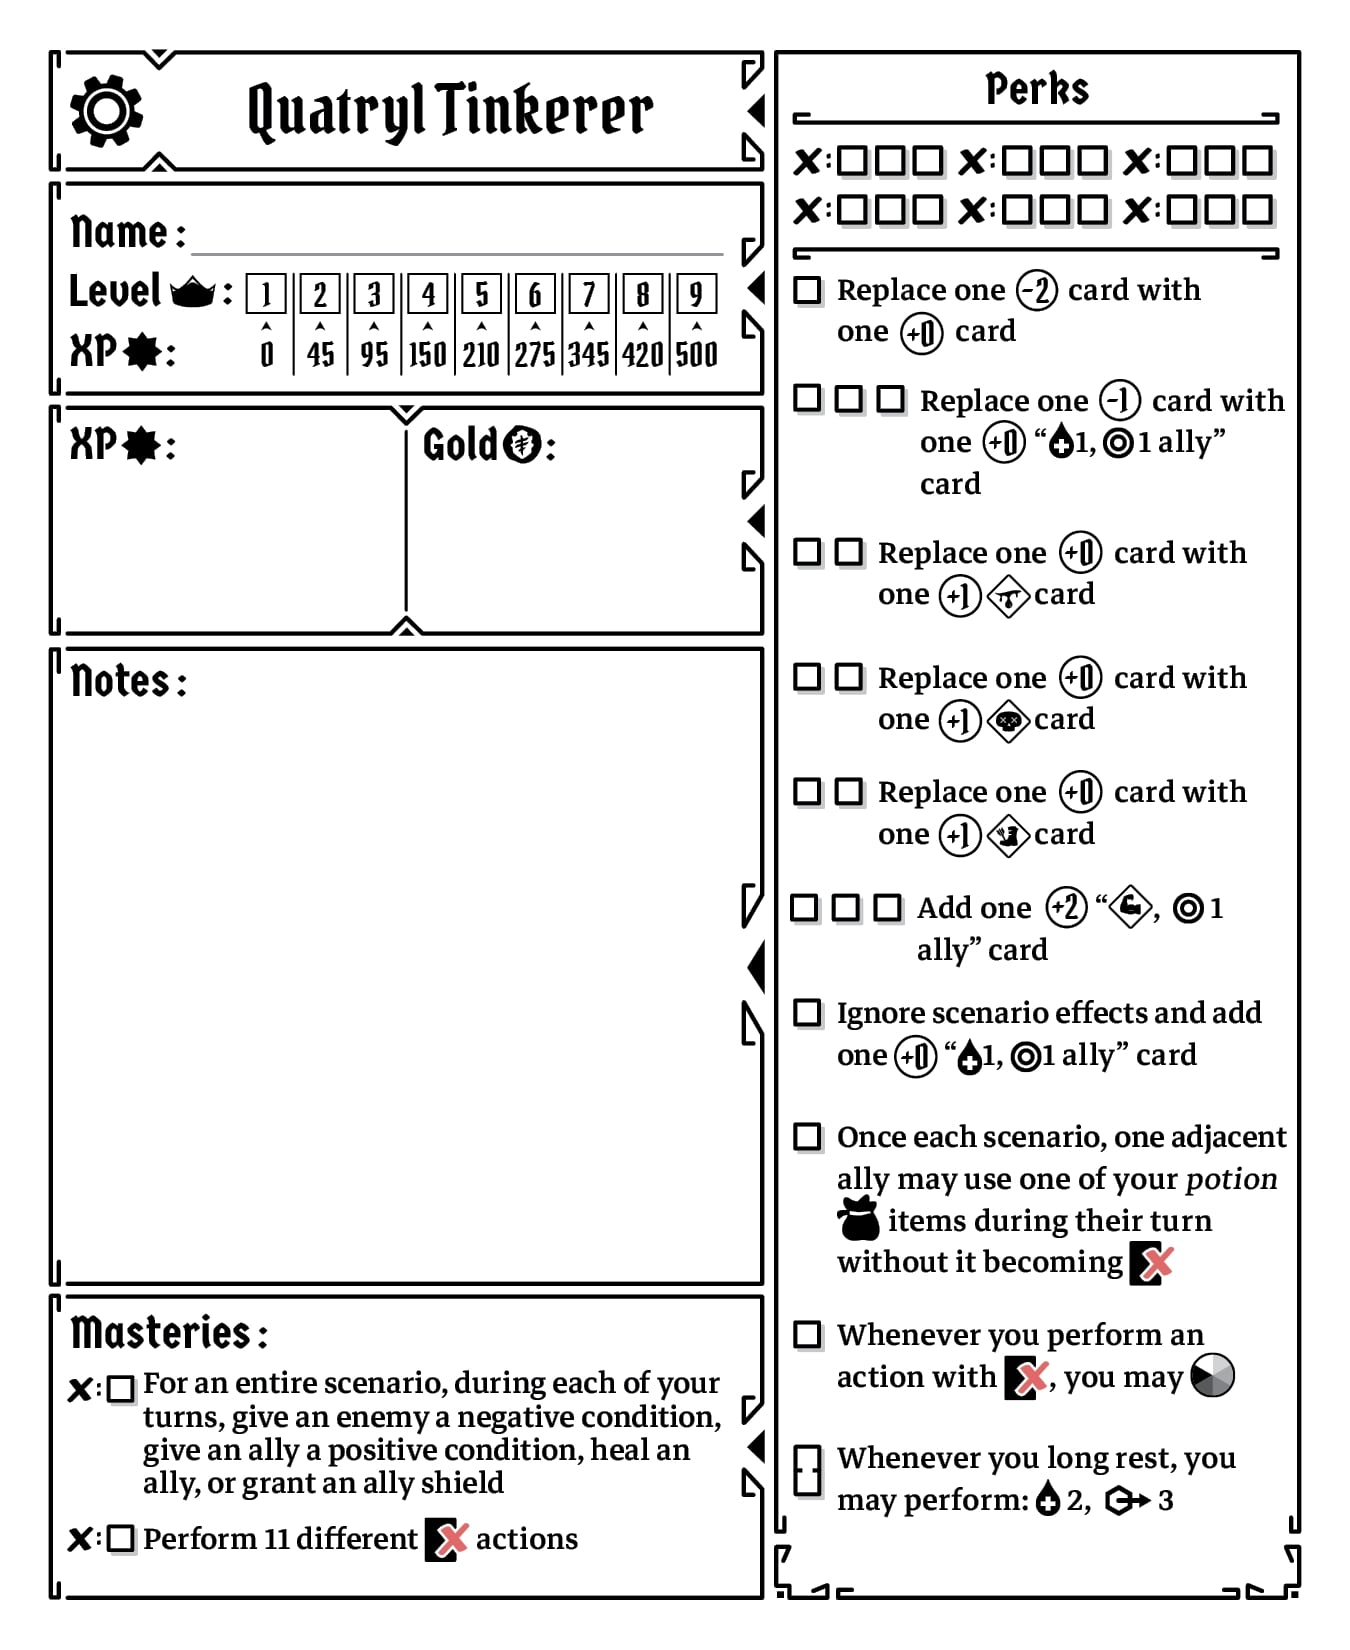 Quatryl Tinkerer
Name:
Level :
1 2 3 4 5 6 7 8 9
XP :
0 45 95 150 210 275 345 420 500
XP :
Gold :
Notes:
Masteries:
For an entire scenario, during each of your
turns, give an enemy a negative condition,
give an ally a positive condition, heal an
ally, or grant an ally shield
Perform 11 different actions
Perks
Replace one -2 card with
one +0 card
Replace one -1 card with
one +0 “1, 1 ally”
card
Replace one +0 card with
one +1 card
Replace one +0 card with
one +1 card
Replace one +0 card with
one +1 card
Add one +2 “, 1
ally” card
Ignore scenario effects and add
one +0 “1, 1 ally” card
Once each scenario, one adjacent
ally may use one of your potion
items during their turn
without it becoming
Whenever you perform an
action with , you may
Whenever you long rest, you
may perform: 2, 3